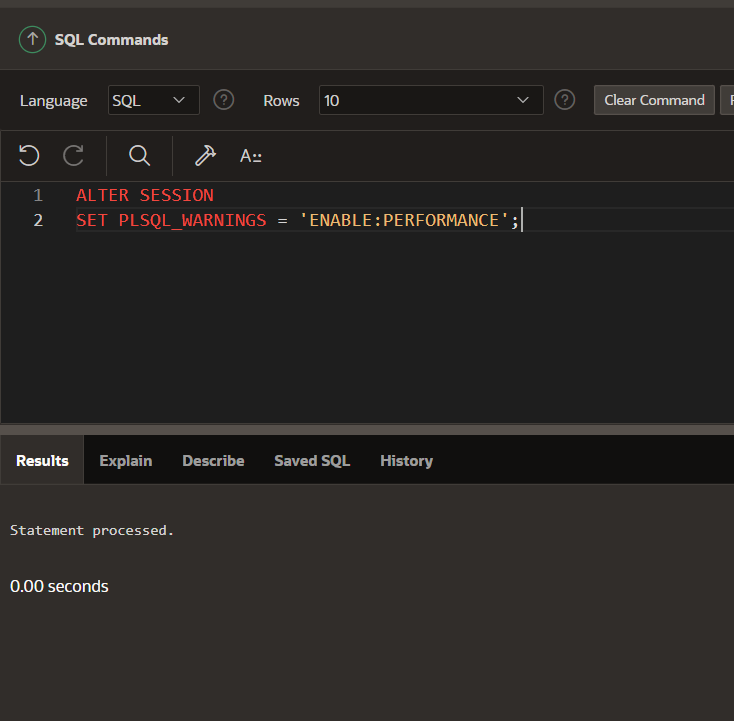 SQL Commands
Language SQL ? Rows 10 ? Clear Command
A::
1 ALTER SESSION
2 SET PLSQL_WARNINGS = 'ENABLE:PERFORMANCE';
Results Explain Describe Saved SQL History
Statement processed.
0.00 seconds